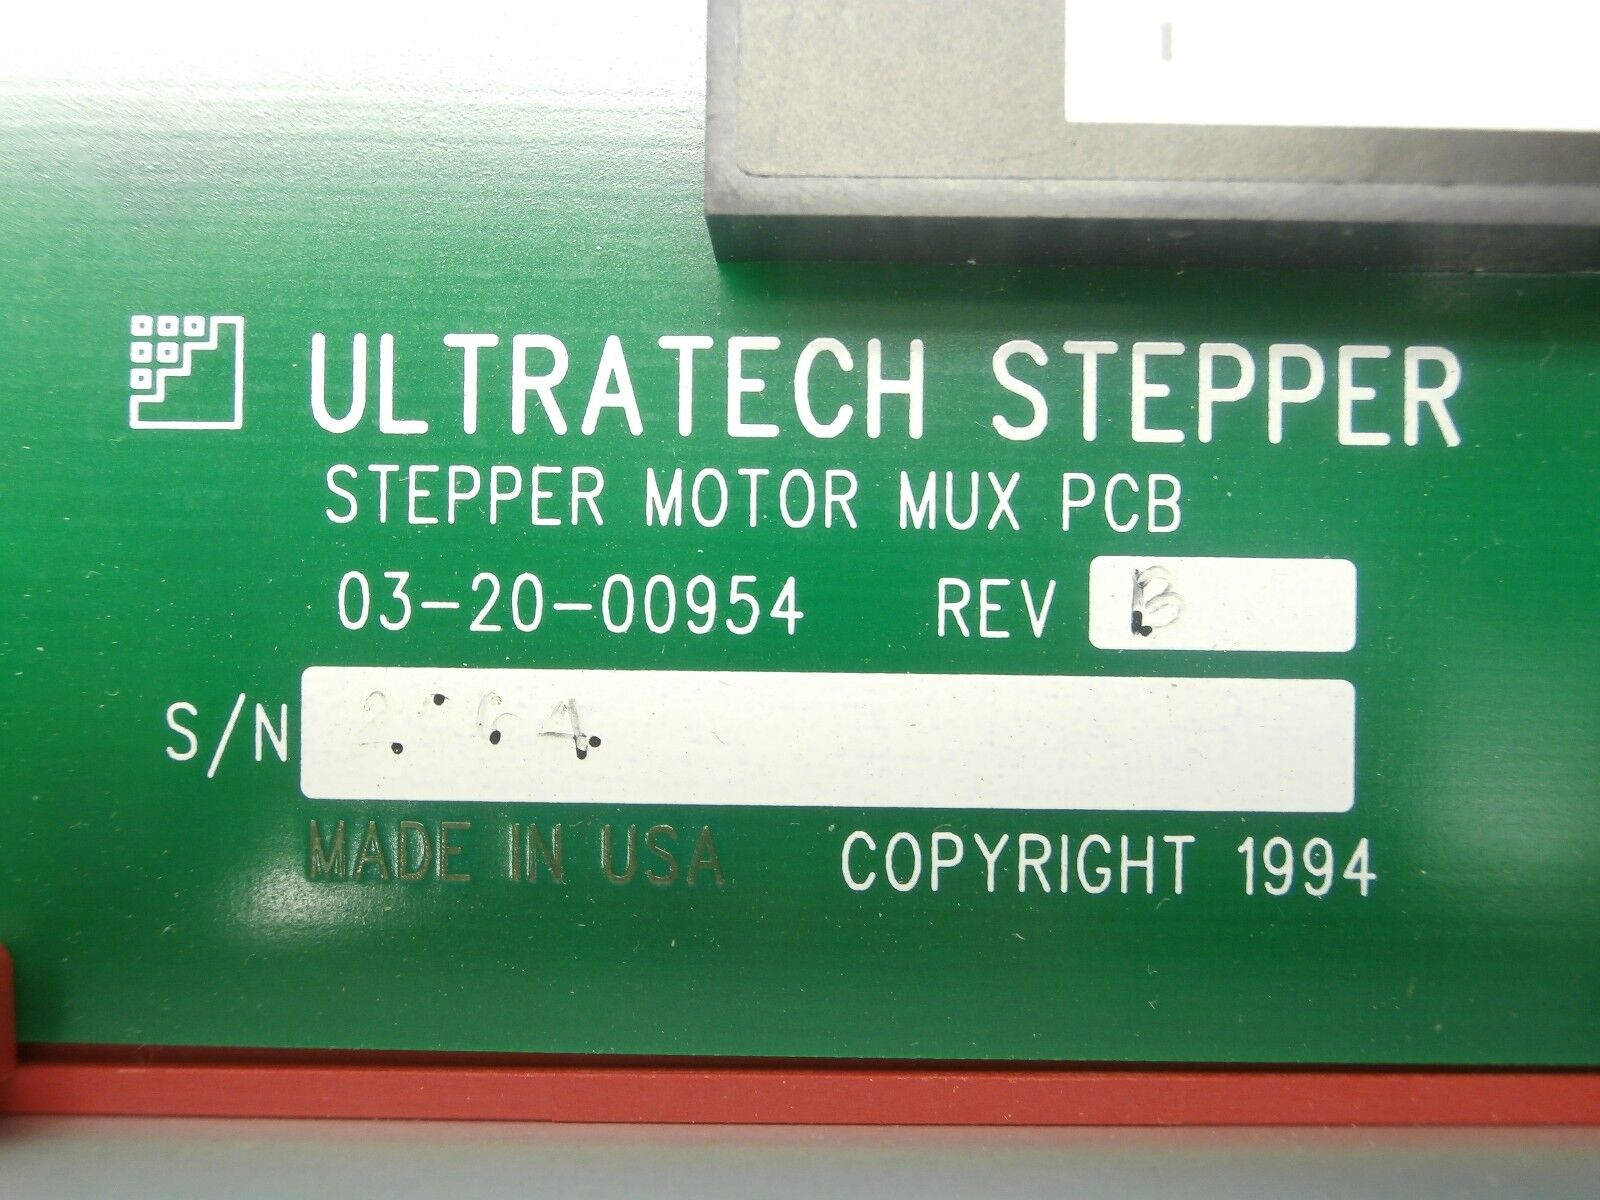 ULTRATECH STEPPER
STEPPER MOTOR MUX PCB
03-20-00954 REV B
S/N
MADE IN USA COPYRIGHT 1994